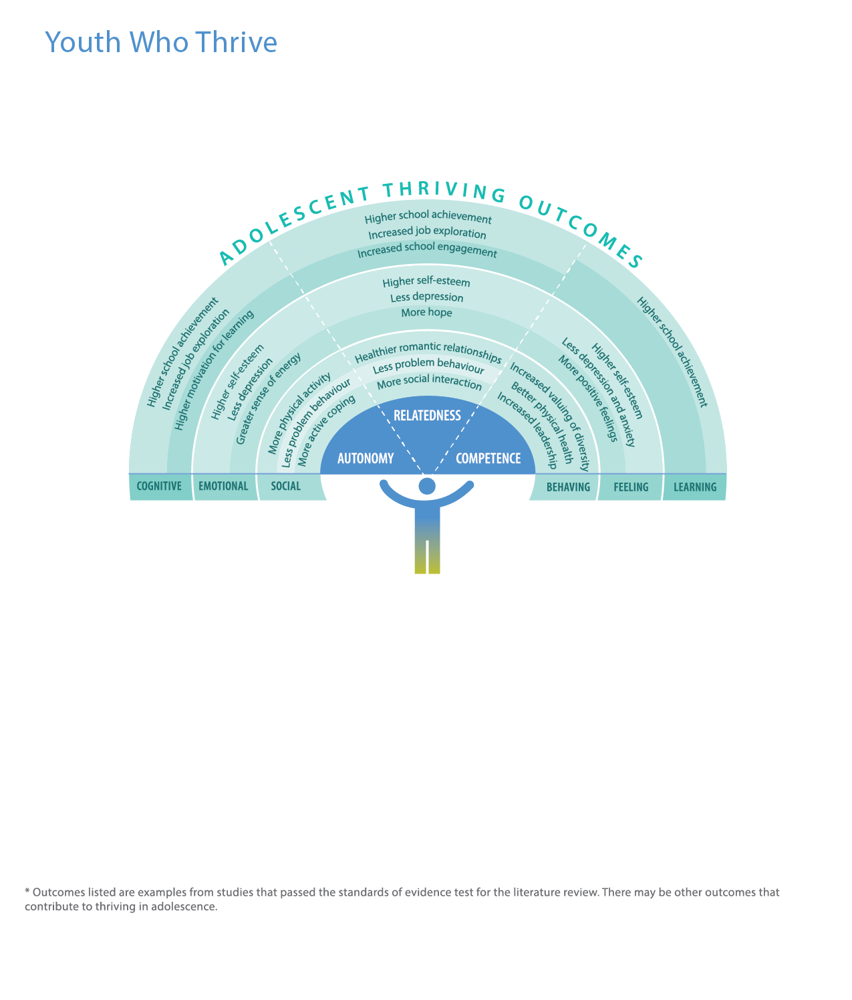 Youth Who Thrive
ADOLESCENT THRIVING OUTCOMES
Higher school achievement
Increased job exploration
Higher motivation for learning
Higher self-esteem
Less depression
Greater sense of energy
More physical activity
Less problem behaviour
More active coping
Higher school achievement
Increased job exploration
Increased school engagement
Higher self-esteem
Less depression
More hope
Healthier romantic relationships
Less problem behaviour
More social interaction
Higher school achievement
Higher self-esteem
Less depression and anxiety
More positive feelings
Increased valuing of diversity
Better physical health
Increased leadership
RELATEDNESS
AUTONOMY
COMPETENCE
COGNITIVE
EMOTIONAL
SOCIAL
BEHAVING
FEELING
LEARNING
* Outcomes listed are examples from studies that passed the standards of evidence test for the literature review. There may be other outcomes that
contribute to thriving in adolescence.